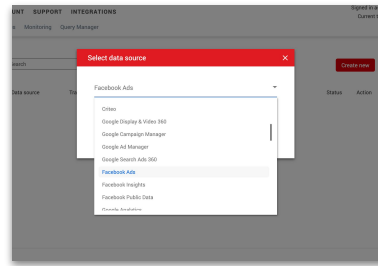 UNT SUPPORT INTEGRATIONS
Signed in a
Current
Monitoring Query Manager
Select data source ×
earch
Create new
Facebook Ads
Data source
Status Action
Criteo
Google Display & Video 360
Google Campaign Manager
Google Ad Manager
Google Search Ads 360
Facebook Ads
Facebook Insights
Facebook Public Data
Google Analytics